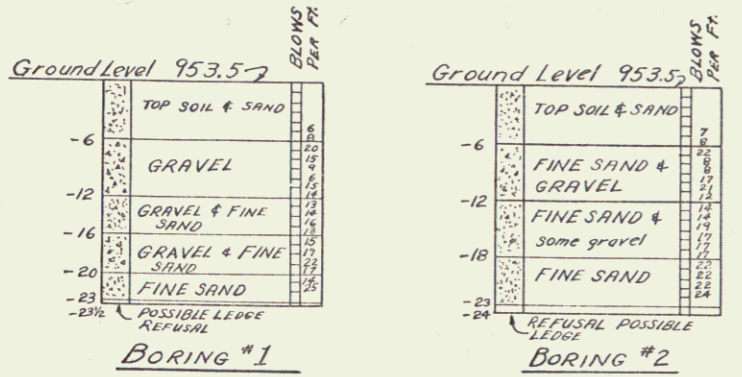 BLOWS
PER FT.
Ground Level 953.5
TOP SOIL & SAND
6
8
-6
20
15
GRAVEL
9
6
15
14
-12
13
GRAVEL & FINE
14
SAND
16
18
-16
15
GRAVEL & FINE
17
SAND
22
17
-20
14
FINE SAND
25
-23
-23½
POSSIBLE LEDGE
REFUSAL
BORING #1
BLOWS
PER FT.
Ground Level 953.5
TOP SOIL & SAND
7
8
-6
22
8
FINE SAND &
8
GRAVEL
17
21
12
-12
14
FINE SAND &
14
some gravel
19
17
17
17
-18
22
FINE SAND
22
22
24
-23
-24
REFUSAL POSSIBLE
LEDGE
BORING #2